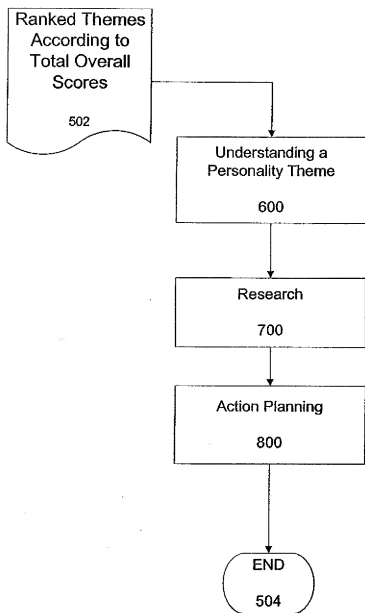 Ranked Themes
According to
Total Overall
Scores
502
Understanding a
Personality Theme
600
Research
700
Action Planning
800
END
504